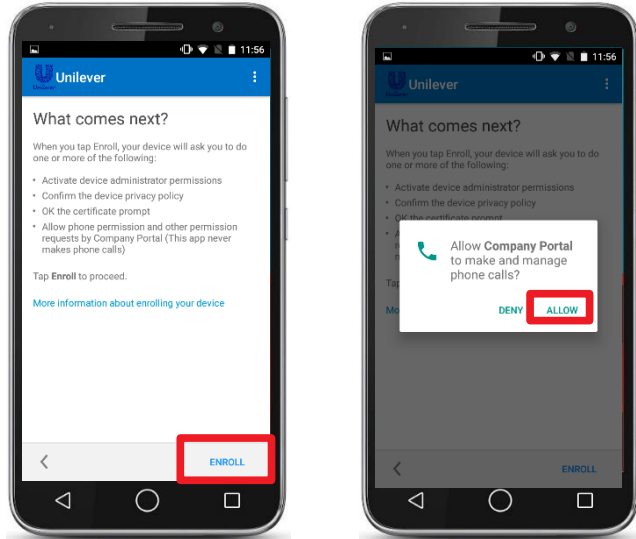 11:56
Unilever
What comes next?
When you tap Enroll, your device will ask you to do
one or more of the following:
• Activate device administrator permissions
• Confirm the device privacy policy
• OK the certificate prompt
• Allow phone permission and other permission
requests by Company Portal (This app never
makes phone calls)
Tap Enroll to proceed.
More information about enrolling your device
ENROLL
11:56
Unilever
What comes next?
When you tap Enroll, your device will ask you to do
one or more of the following:
• Activate device administrator permissions
• Confirm the device privacy policy
• OK the certificate prompt
Allow Company Portal
to make and manage
phone calls?
Tap
Mo
DENY ALLOW
ENROLL